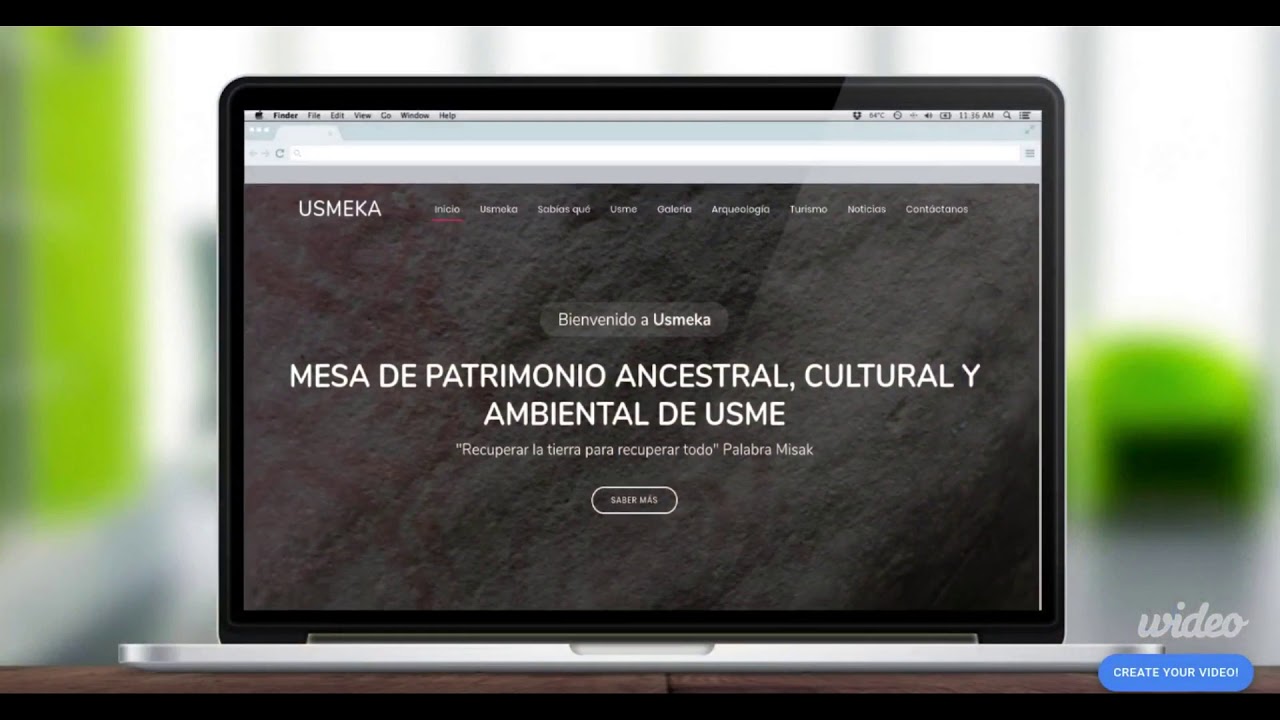 Finder File Edit View Go Window Help
64°C 11:36 AM
USMEKA Inicio Usmeka Sabías qué Usme Galeria Arqueología Turismo Noticias Contáctanos
Bienvenido a Usmeka
MESA DE PATRIMONIO ANCESTRAL, CULTURAL Y
AMBIENTAL DE USME
"Recuperar la tierra para recuperar todo" Palabra Misak
SABER MÁS
wideo
CREATE YOUR VIDEO!